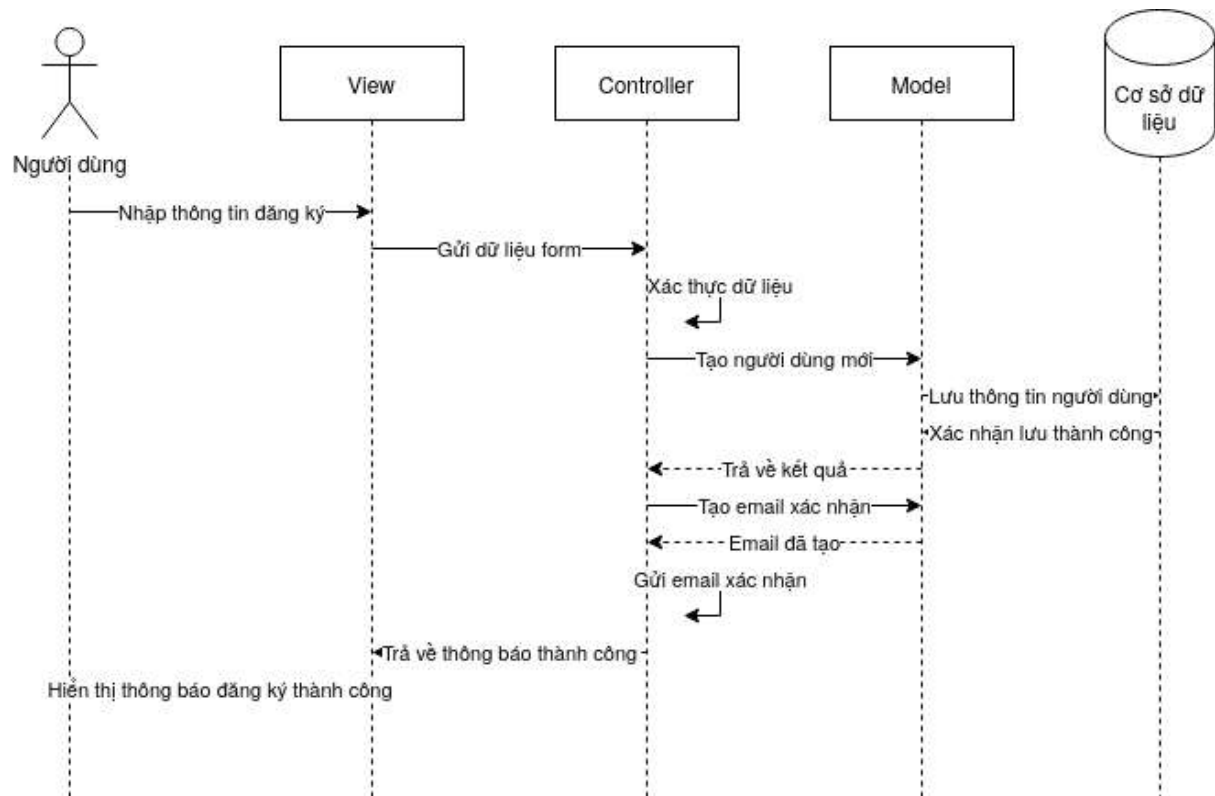 View
Controller
Model
Cơ sở dữ
liệu
Người dùng
Nhập thông tin đăng ký
Gửi dữ liệu form
Xác thực dữ liệu
Tạo người dùng mới
Lưu thông tin người dùng
Xác nhận lưu thành công
Trả về kết quả
Tạo email xác nhận
Email đã tạo
Gửi email xác nhận
Trả về thông báo thành công
Hiển thị thông báo đăng ký thành công